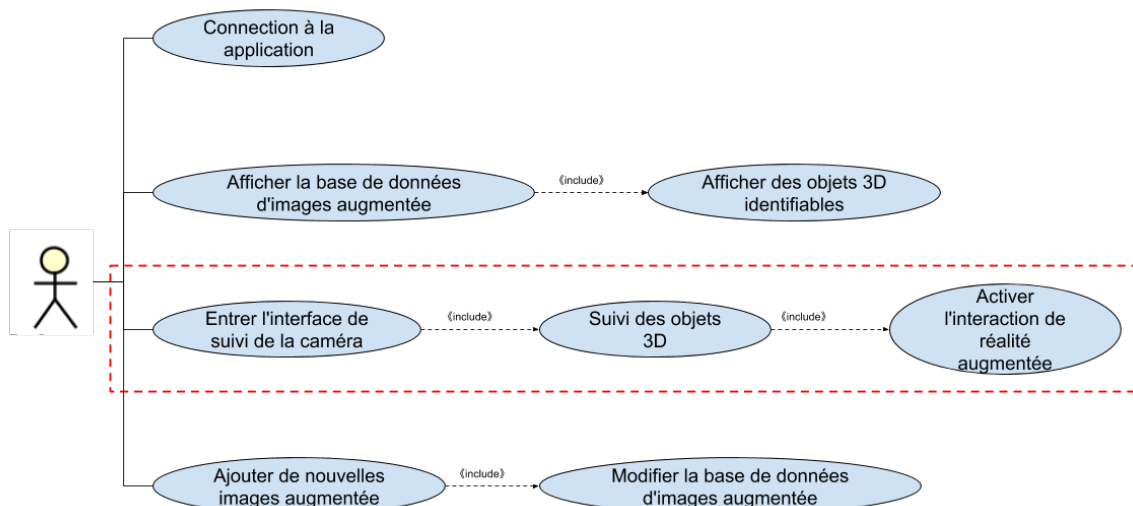 Connection à la
application
Afficher la base de données
d'images augmentée
《include》
Afficher des objets 3D
identifiables
Entrer l'interface de
suivi de la caméra
《include》
Suivi des objets
3D
《include》
Activer
l'interaction de
réalité
augmentée
Ajouter de nouvelles
images augmentée
《include》
Modifier la base de données
d'images augmentée